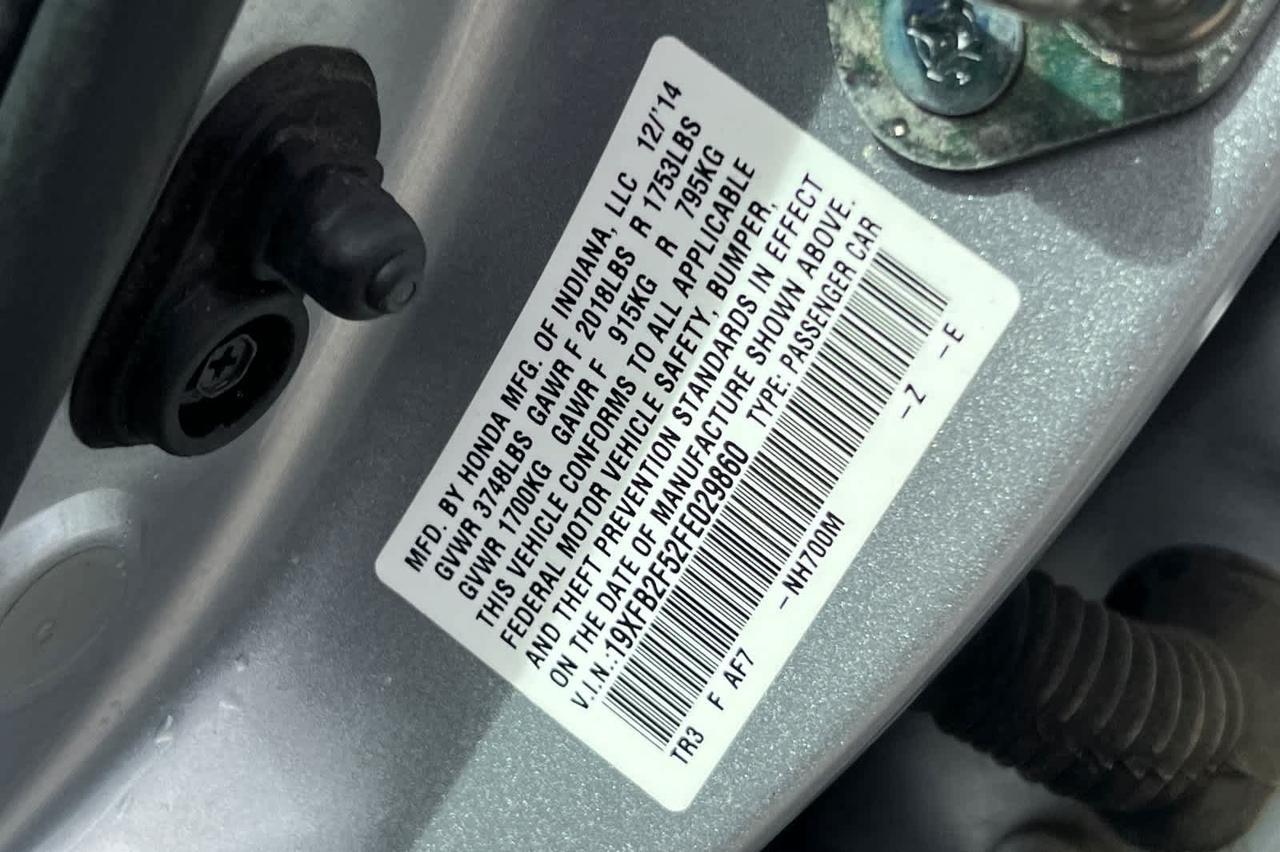 MFD. BY HONDA MFG. OF INDIANA, LLC 12/'14
GVWR 3748LBS GAWR F 2018LBS R 1753LBS
GVWR 1700KG GAWR F 915KG R 795KG
THIS VEHICLE CONFORMS TO ALL APPLICABLE
FEDERAL MOTOR VEHICLE SAFETY, BUMPER,
AND THEFT PREVENTION STANDARDS IN EFFECT
ON THE DATE OF MANUFACTURE SHOWN ABOVE.
V.I.N.:19XFB2F52FE029860 TYPE: PASSENGER CAR
TR3 F AF7 -NH700M -Z -E